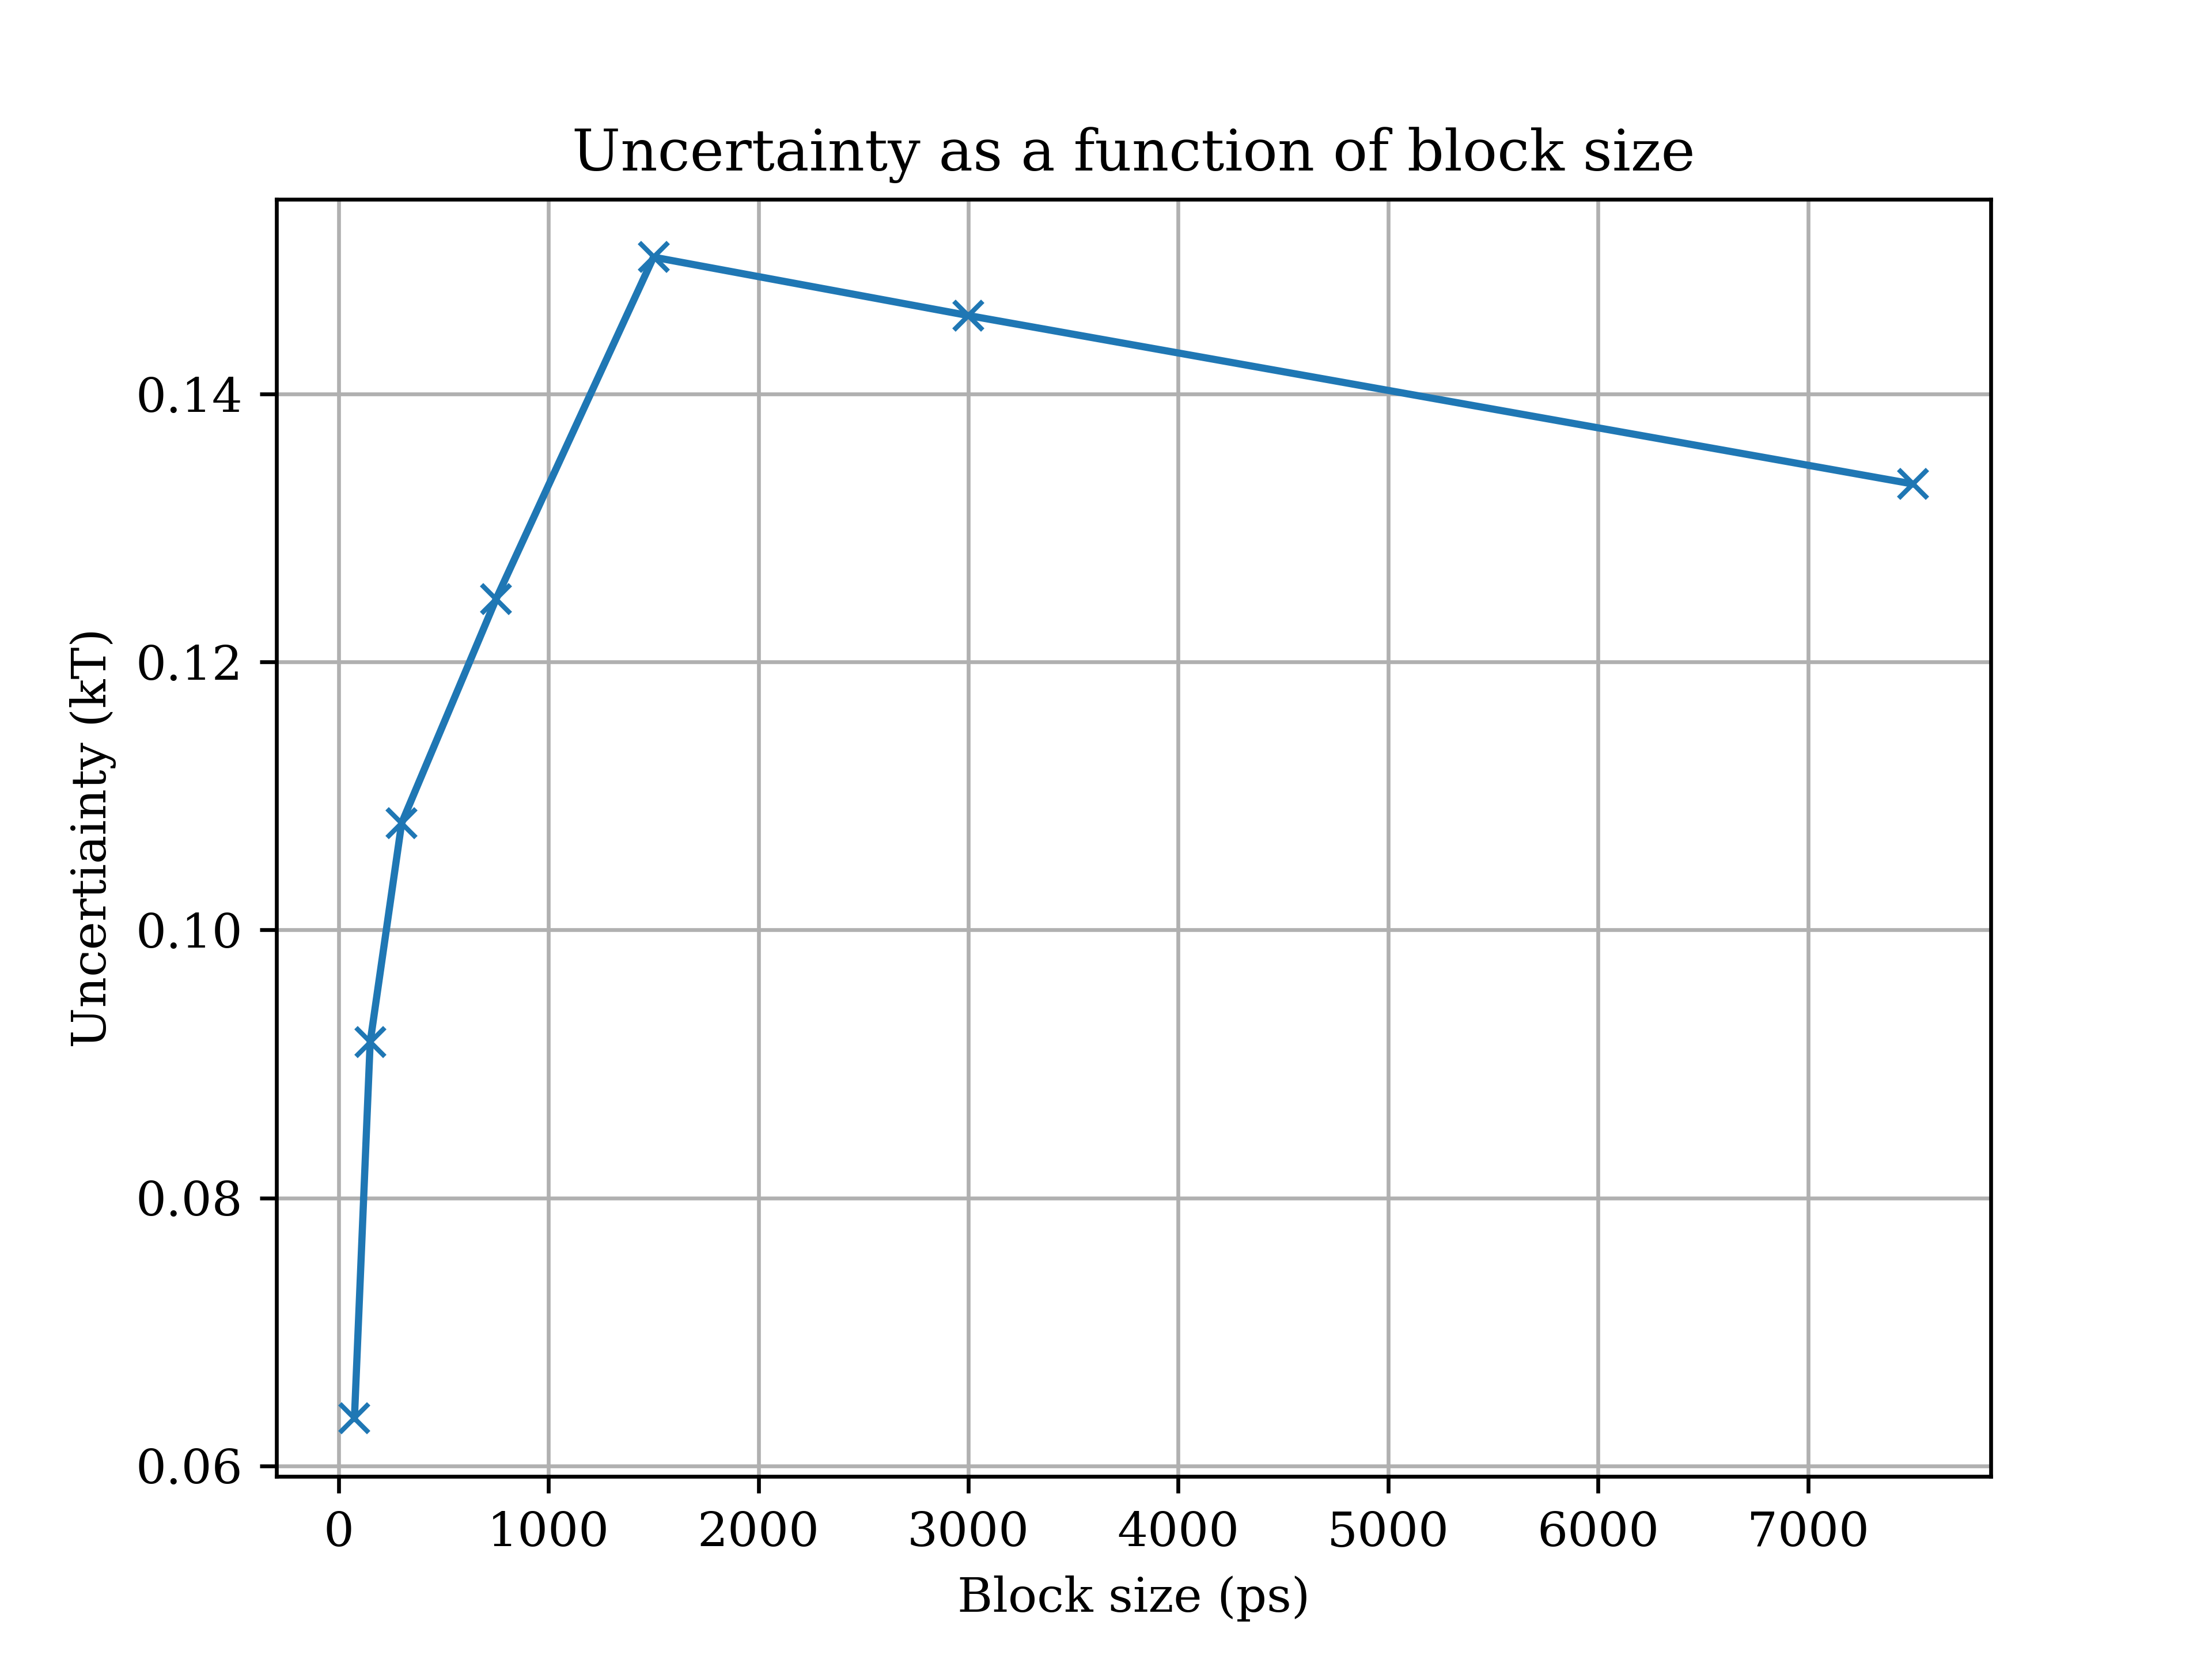 Uncertainty as a function of block size
Uncertiainty (kT)
0.14
0.12
0.10
0.08
0.06
0 1000 2000 3000 4000 5000 6000 7000
Block size (ps)